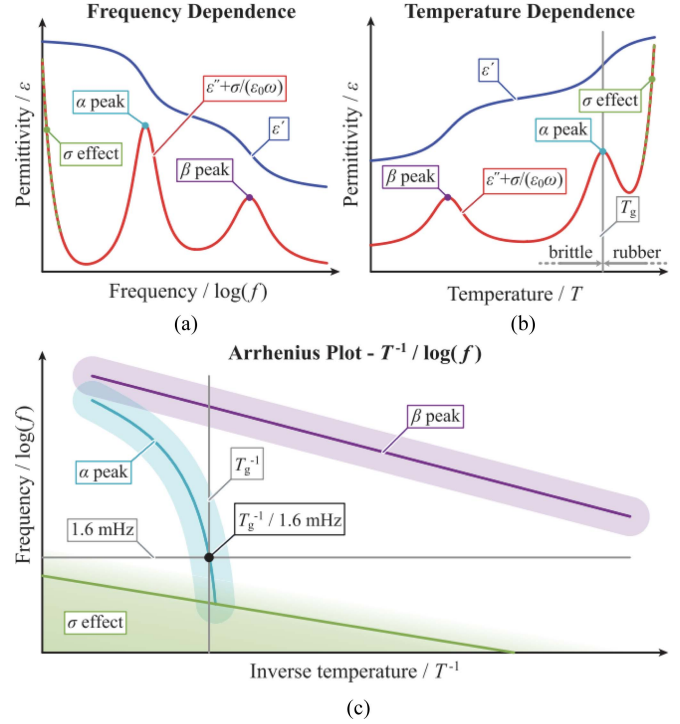 Frequency Dependence
Permittivity / ε
α peak
ε″+σ/(ε₀ω)
ε′
σ effect
β peak
Frequency / log(f)
(a)
Temperature Dependence
Permittivity / ε
ε′
σ effect
α peak
β peak
ε″+σ/(ε₀ω)
Tg
brittle
rubber
Temperature / T
(b)
Arrhenius Plot - T⁻¹ / log(f)
Frequency / log(f)
β peak
α peak
Tg⁻¹
1.6 mHz
Tg⁻¹ / 1.6 mHz
σ effect
Inverse temperature / T⁻¹
(c)